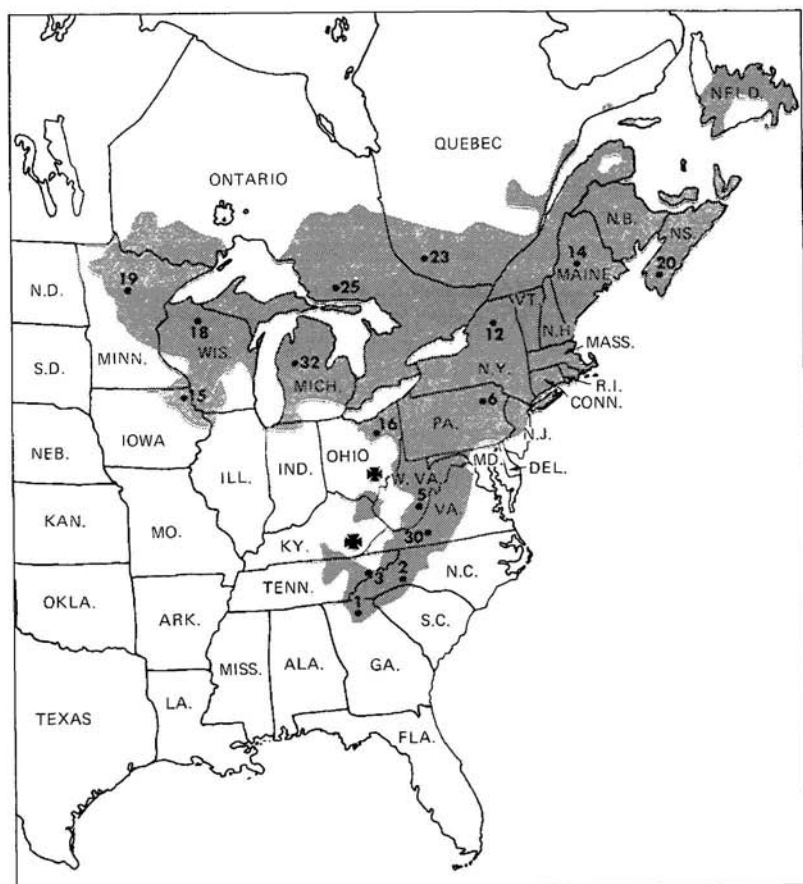 NFLD.
QUEBEC
ONTARIO
N.B.
N.S.
23
14
MAINE
20
19
25
N.D.
VT.
12
18
N.H.
MINN.
WIS.
MASS.
32
S.D.
MICH.
N.Y.
R.I.
6
CONN.
15
16
PA.
IOWA
N.J.
NEB.
OHIO
MD.
ILL.
IND.
W. VA.
DEL.
5
VA.
KAN.
MO.
30
KY.
3
2
N.C.
TENN.
OKLA.
ARK.
1
S.C.
MISS.
ALA.
GA.
LA.
TEXAS
FLA.